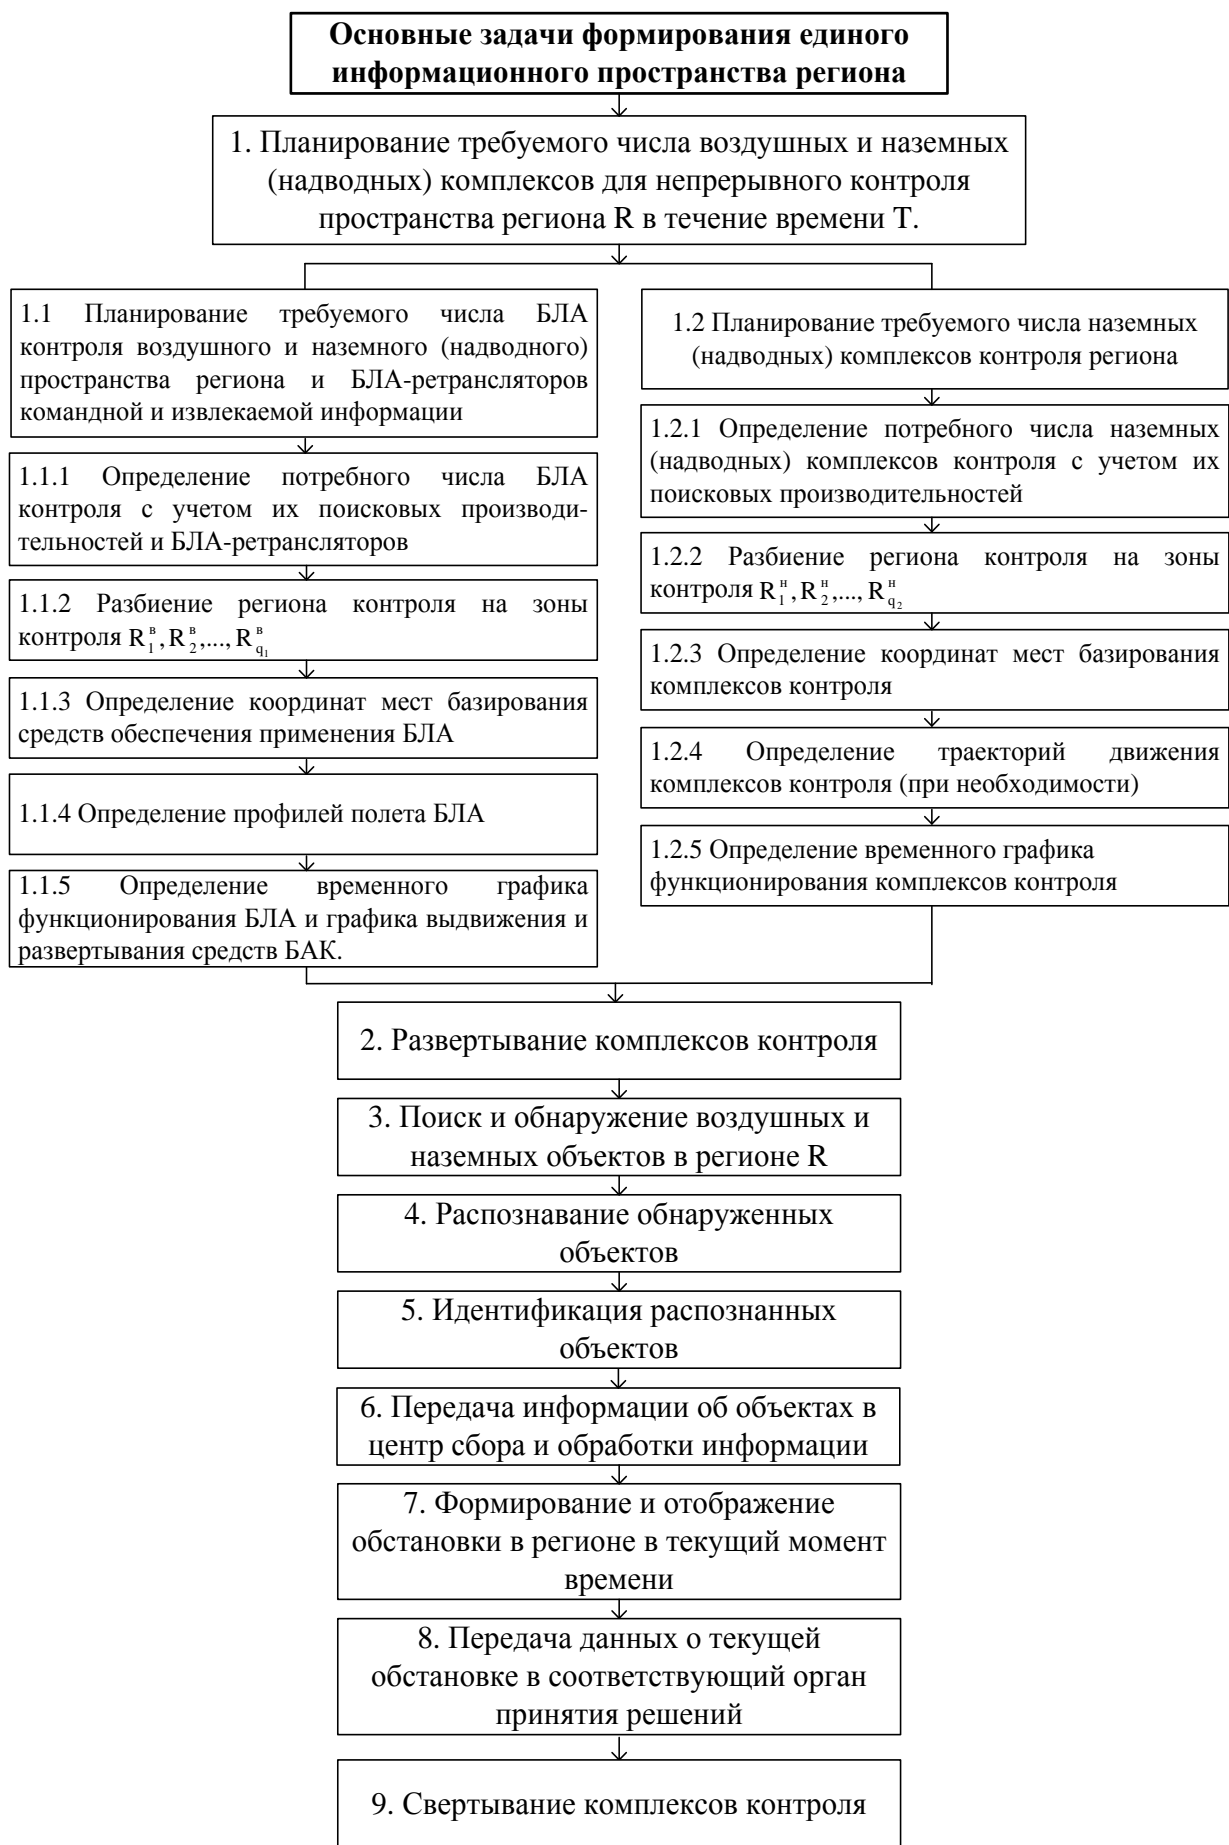 Основные задачи формирования единого
информационного пространства региона
1. Планирование требуемого числа воздушных и наземных
(надводных) комплексов для непрерывного контроля
пространства региона R в течение времени T.
1.1 Планирование требуемого числа БЛА
контроля воздушного и наземного (надводного)
пространства региона и БЛА-ретрансляторов
командной и извлекаемой информации
1.1.1 Определение потребного числа БЛА
контроля с учетом их поисковых производи-
тельностей и БЛА-ретрансляторов
1.1.2 Разбиение региона контроля на зоны
контроля R₁ᵸ, R₂ᵸ,..., R_q₁^в
1.1.3 Определение координат мест базирования
средств обеспечения применения БЛА
1.1.4 Определение профилей полета БЛА
1.1.5 Определение временного графика
функционирования БЛА и графика выдвижения и
развертывания средств БАК.
1.2 Планирование требуемого числа наземных
(надводных) комплексов контроля региона
1.2.1 Определение потребного числа наземных
(надводных) комплексов контроля с учетом их
поисковых производительностей
1.2.2 Разбиение региона контроля на зоны
контроля R₁^н, R₂^н,..., R_q₂^н
1.2.3 Определение координат мест базирования
комплексов контроля
1.2.4 Определение траекторий движения
комплексов контроля (при необходимости)
1.2.5 Определение временного графика
функционирования комплексов контроля
2. Развертывание комплексов контроля
3. Поиск и обнаружение воздушных и
наземных объектов в регионе R
4. Распознавание обнаруженных
объектов
5. Идентификация распознанных
объектов
6. Передача информации об объектах в
центр сбора и обработки информации
7. Формирование и отображение
обстановки в регионе в текущий момент
времени
8. Передача данных о текущей
обстановке в соответствующий орган
принятия решений
9. Свертывание комплексов контроля